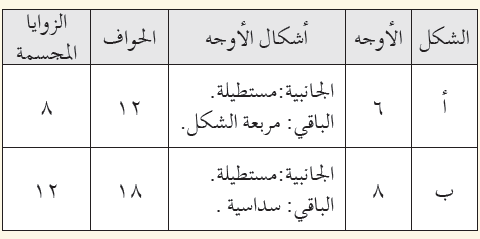 الشكل الأوجه أشكال الأوجه الحواف الزوايا المجسمة
أ ٦ الجانبية: مستطيلة. ١٢ ٨
الباقي: مربعة الشكل.
ب ٨ الجانبية: مستطيلة. ١٨ ١٢
الباقي: سداسية .